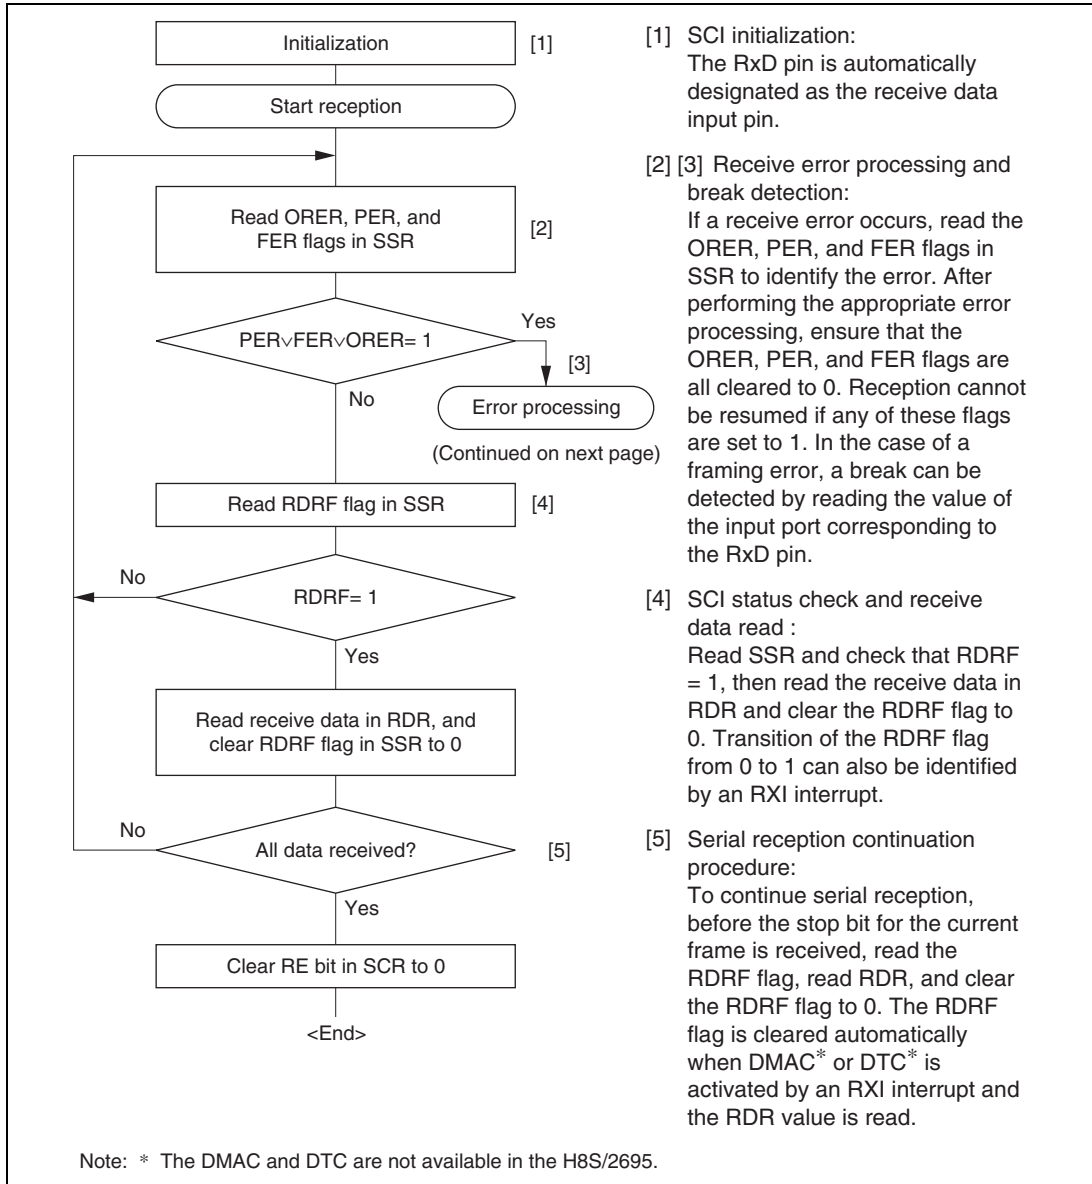 Initialization
[1]
Start reception
Read ORER, PER, and
FER flags in SSR
[2]
PER∨FER∨ORER= 1
Yes
[3]
No
Error processing
(Continued on next page)
Read RDRF flag in SSR
[4]
No
RDRF= 1
Yes
Read receive data in RDR, and
clear RDRF flag in SSR to 0
No
All data received?
[5]
Yes
Clear RE bit in SCR to 0
<End>
[1] SCI initialization:
The RxD pin is automatically
designated as the receive data
input pin.
[2] [3] Receive error processing and
break detection:
If a receive error occurs, read the
ORER, PER, and FER flags in
SSR to identify the error. After
performing the appropriate error
processing, ensure that the
ORER, PER, and FER flags are
all cleared to 0. Reception cannot
be resumed if any of these flags
are set to 1. In the case of a
framing error, a break can be
detected by reading the value of
the input port corresponding to
the RxD pin.
[4] SCI status check and receive
data read :
Read SSR and check that RDRF
= 1, then read the receive data in
RDR and clear the RDRF flag to
0. Transition of the RDRF flag
from 0 to 1 can also be identified
by an RXI interrupt.
[5] Serial reception continuation
procedure:
To continue serial reception,
before the stop bit for the current
frame is received, read the
RDRF flag, read RDR, and clear
the RDRF flag to 0. The RDRF
flag is cleared automatically
when DMAC* or DTC* is
activated by an RXI interrupt and
the RDR value is read.
Note: * The DMAC and DTC are not available in the H8S/2695.